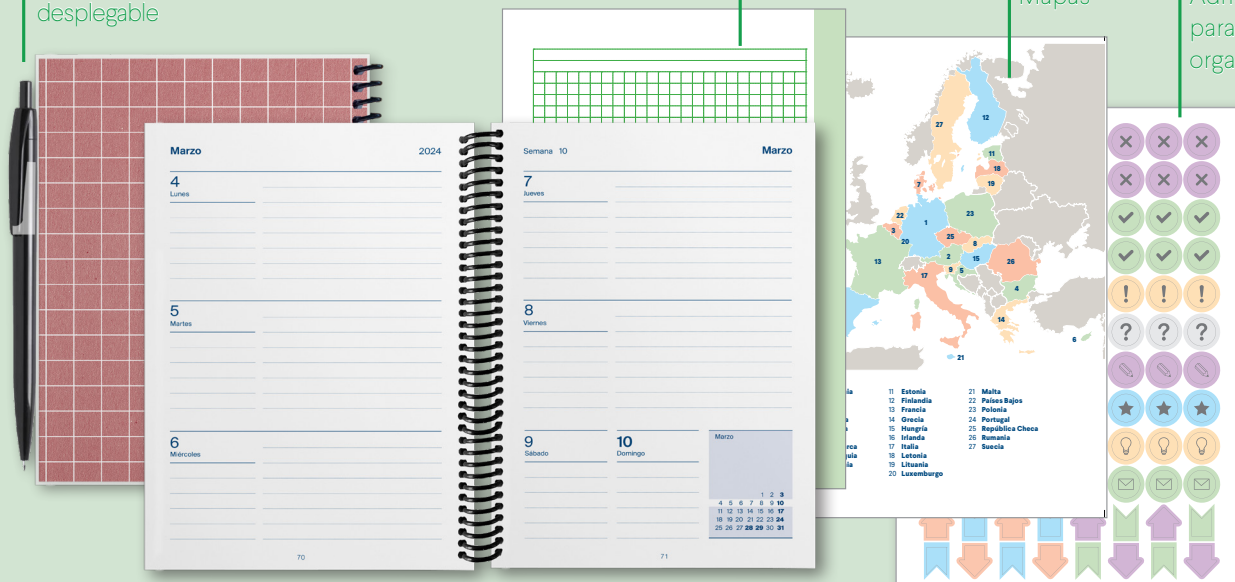 desplegable
Mapas
para
Marzo 2024
4
Lunes
5
Martes
6
Miércoles
70
Semana 10 Marzo
7
Jueves
8
Viernes
9
Sábado
10
Domingo
Marzo
1 2 3
4 5 6 7 8 9 10
11 12 13 14 15 16 17
18 19 20 21 22 23 24
25 26 27 28 29 30 31
71
27
12
11
18
19
7
22
3
1
20
23
25
8
2
15
13
17
9
5
26
4
14
6
21
11 Estonia
12 Finlandia
13 Francia
14 Grecia
15 Hungría
16 Irlanda
17 Italia
18 Letonia
19 Lituania
20 Luxemburgo
21 Malta
22 Países Bajos
23 Polonia
24 Portugal
25 República Checa
26 Rumania
27 Suecia